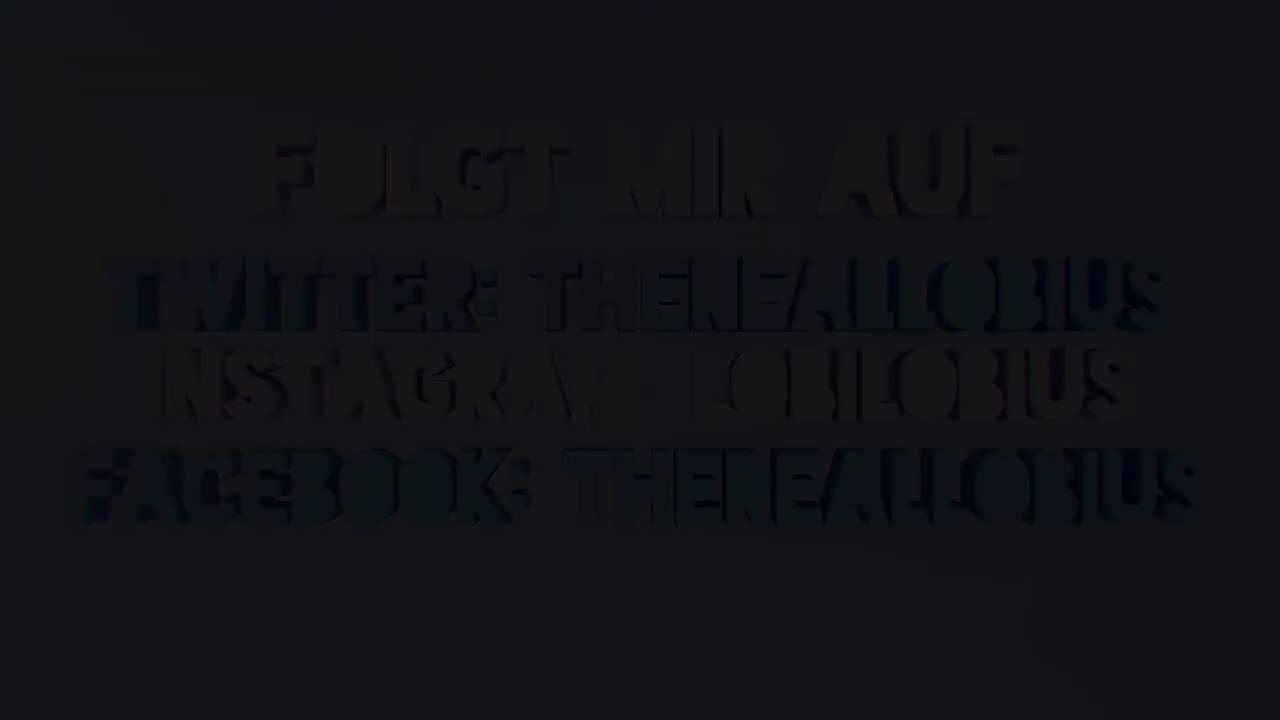 FOLGT MIR AUF
TWITTER: THEREALLOBIUS
INSTAGRAM: LOBILOBIUS
FACEBOOK: THEREALLOBIUS